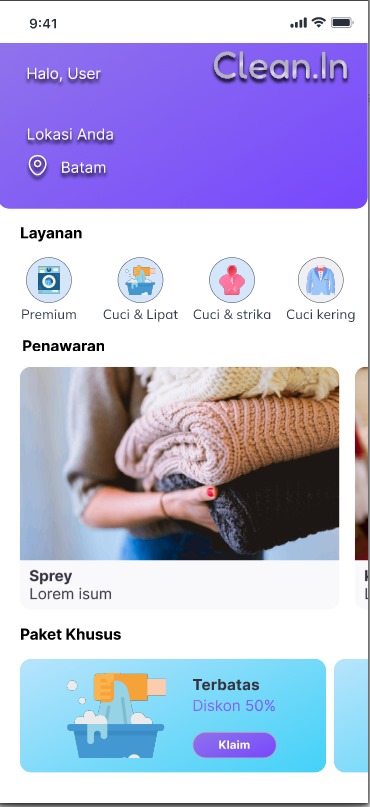 9:41
Clean.In
Halo, User
Lokasi Anda
Batam
Layanan
Premium
Cuci & Lipat
Cuci & strika
Cuci kering
Penawaran
Sprey
Lorem isum
Paket Khusus
Terbatas
Diskon 50%
Klaim